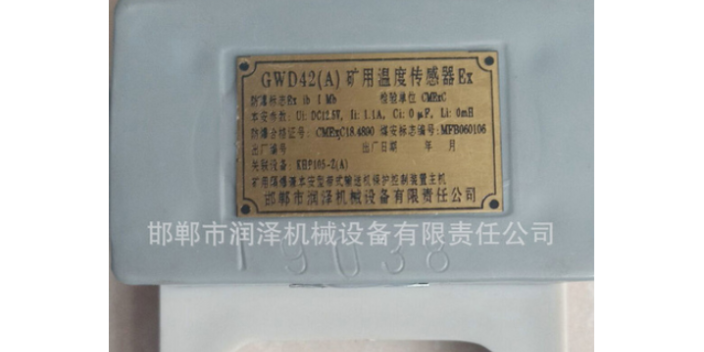 GWD42(A) 矿用温度传感器 Ex
防爆标志Ex ib I Mb 检验单位 CMExC
本安参数: Ui: DC12.5V, Ii: 1.1A, Ci: 0 μF, Li: 0mH
防爆合格证号: CMExC18.4890 煤安标志编号: MFB060106
出厂编号 出厂日期 年 月
关联设备: KHP105-Z(A)
矿用隔爆兼本安型带式输送机保护控制装置主机
邯郸市润泽机械设备有限责任公司
邯郸市润泽机械设备有限责任公司
19038